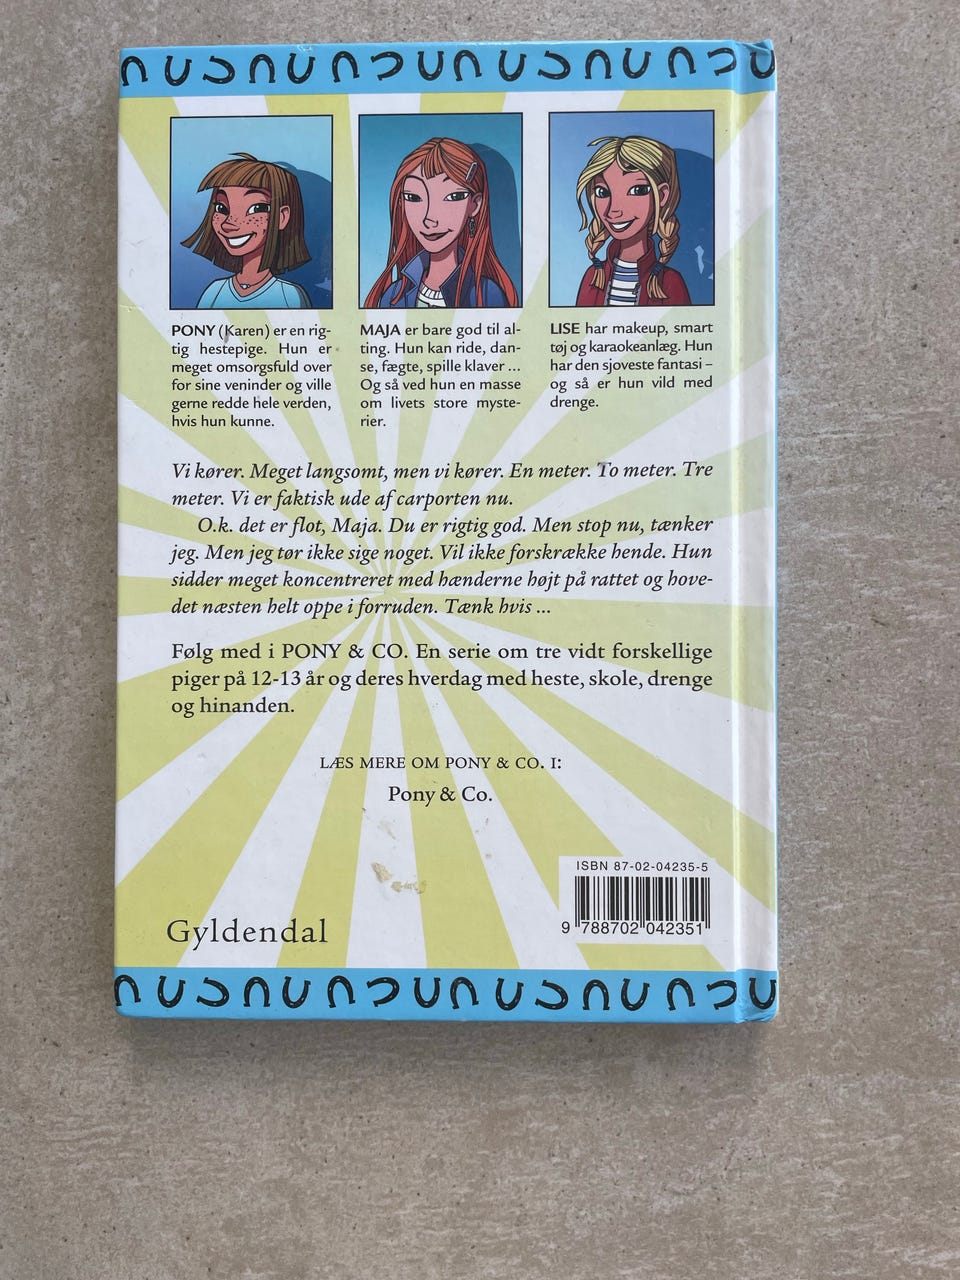 PONY (Karen) er en rig-
tig hestepige. Hun er
meget omsorgsfuld over
for sine veninder og ville
gerne redde hele verden,
hvis hun kunne.
MAJA er bare god til al-
ting. Hun kan ride, dan-
se, fægte, spille klaver ...
Og så ved hun en masse
om livets store myste-
rier.
LISE har makeup, smart
tøj og karaokeanlæg. Hun
har den sjoveste fantasi –
og så er hun vild med
drenge.
Vi kører. Meget langsomt, men vi kører. En meter. To meter. Tre
meter. Vi er faktisk ude af carporten nu.
O.k. det er flot, Maja. Du er rigtig god. Men stop nu, tænker
jeg. Men jeg tør ikke sige noget. Vil ikke forskrække hende. Hun
sidder meget koncentreret med hænderne højt på rattet og hove-
det næsten helt oppe i forruden. Tænk hvis ...
Følg med i PONY & CO. En serie om tre vidt forskellige
piger på 12-13 år og deres hverdag med heste, skole, drenge
og hinanden.
LÆS MERE OM PONY & CO. I:
Pony & Co.
ISBN 87-02-04235-5
9 788702 042351
Gyldendal